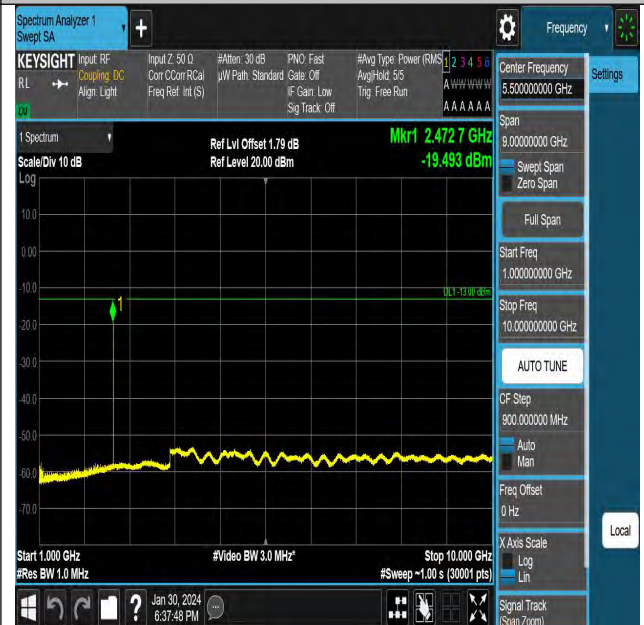 Spectrum Analyzer 1
Swept SA
Frequency
KEYSIGHT
RL
Input: RF
Coupling: DC
Align: Light
Input Z: 50 Ω
Corr CCorr RCal
Freq Ref: Int (S)
#Atten: 30 dB
µW Path: Standard
PNO: Fast
Gate: Off
IF Gain: Low
Sig Track: Off
#Avg Type: Power (RMS
Avg|Hold: 5/5
Trig: Free Run
1 2 3 4 5 6
A W W W W W
A A A A A A
1 Spectrum
Scale/Div 10 dB
Log
Ref Lvl Offset 1.79 dB
Ref Level 20.00 dBm
Mkr1 2.472 7 GHz
-19.493 dBm
10.0
0.00
-10.0
-20.0
-30.0
-40.0
-50.0
-60.0
-70.0
DL1 -13.00 dBm
1
Start 1.000 GHz
#Res BW 1.0 MHz
#Video BW 3.0 MHz*
Stop 10.000 GHz
#Sweep ~1.00 s (30001 pts)
Center Frequency
5.500000000 GHz
Settings
Span
9.00000000 GHz
Swept Span
Zero Span
Full Span
Start Freq
1.000000000 GHz
Stop Freq
10.000000000 GHz
AUTO TUNE
CF Step
900.000000 MHz
Auto
Man
Freq Offset
0 Hz
X Axis Scale
Log
Lin
Local
Signal Track
(Span Zoom)
?
Jan 30, 2024
6:37:48 PM